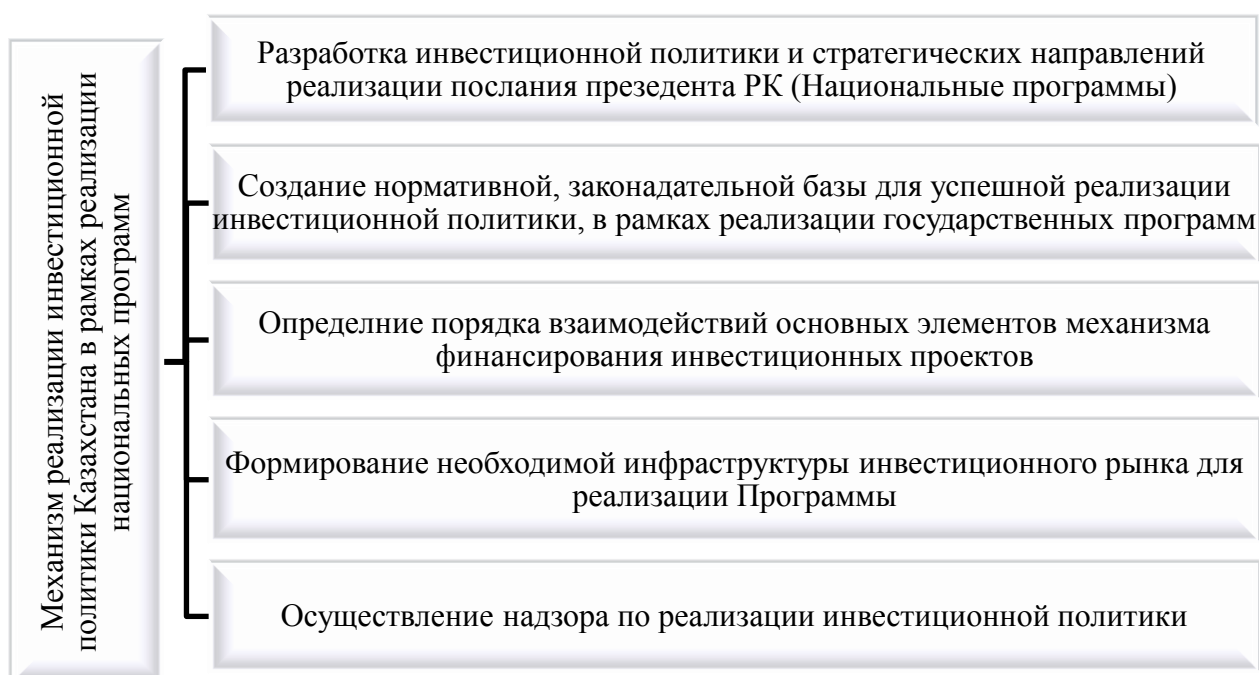 Механизм реализации инвестиционной
политики Казахстана в рамках реализации
национальных программ
Разработка инвестиционной политики и стратегических направлений
реализации послания президента РК (Национальные программы)
Создание нормативной, законадательной базы для успешной реализации
инвестиционной политики, в рамках реализации государственных программ
Определние порядка взаимодействий основных элементов механизма
финансирования инвестиционных проектов
Формирование необходимой инфраструктуры инвестиционного рынка для
реализации Программы
Осуществление надзора по реализации инвестиционной политики